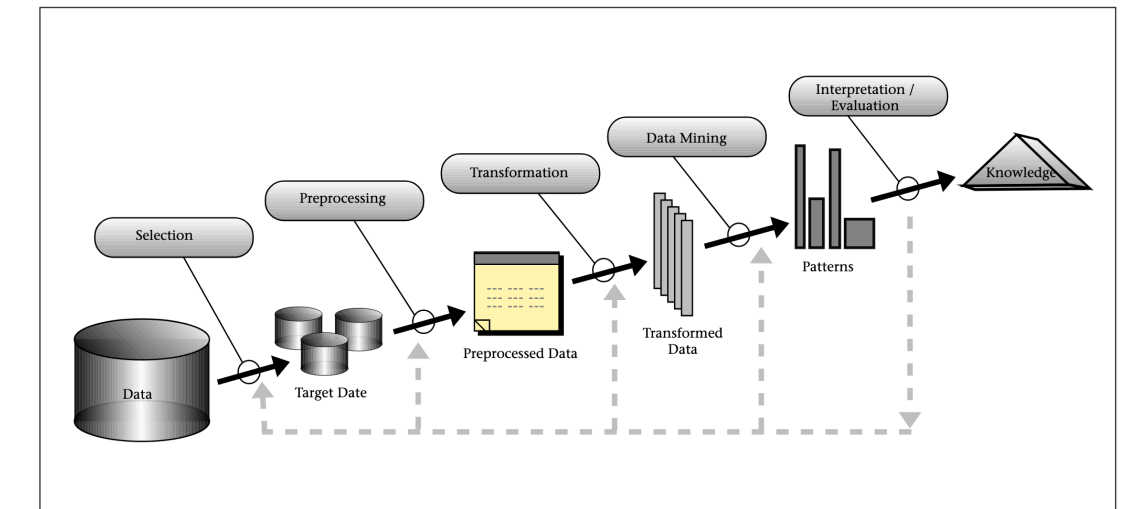 Interpretation /
Evaluation
Data Mining
Transformation
Knowledge
Preprocessing
Selection
Patterns
Transformed
Data
Preprocessed Data
Target Date
Data